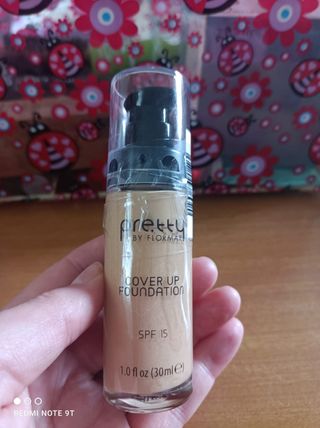 pretty
BY FLORMAR
COVER UP
FOUNDATION
SPF 15
1.0 fl oz (30ml℮)
REDMI NOTE 9T